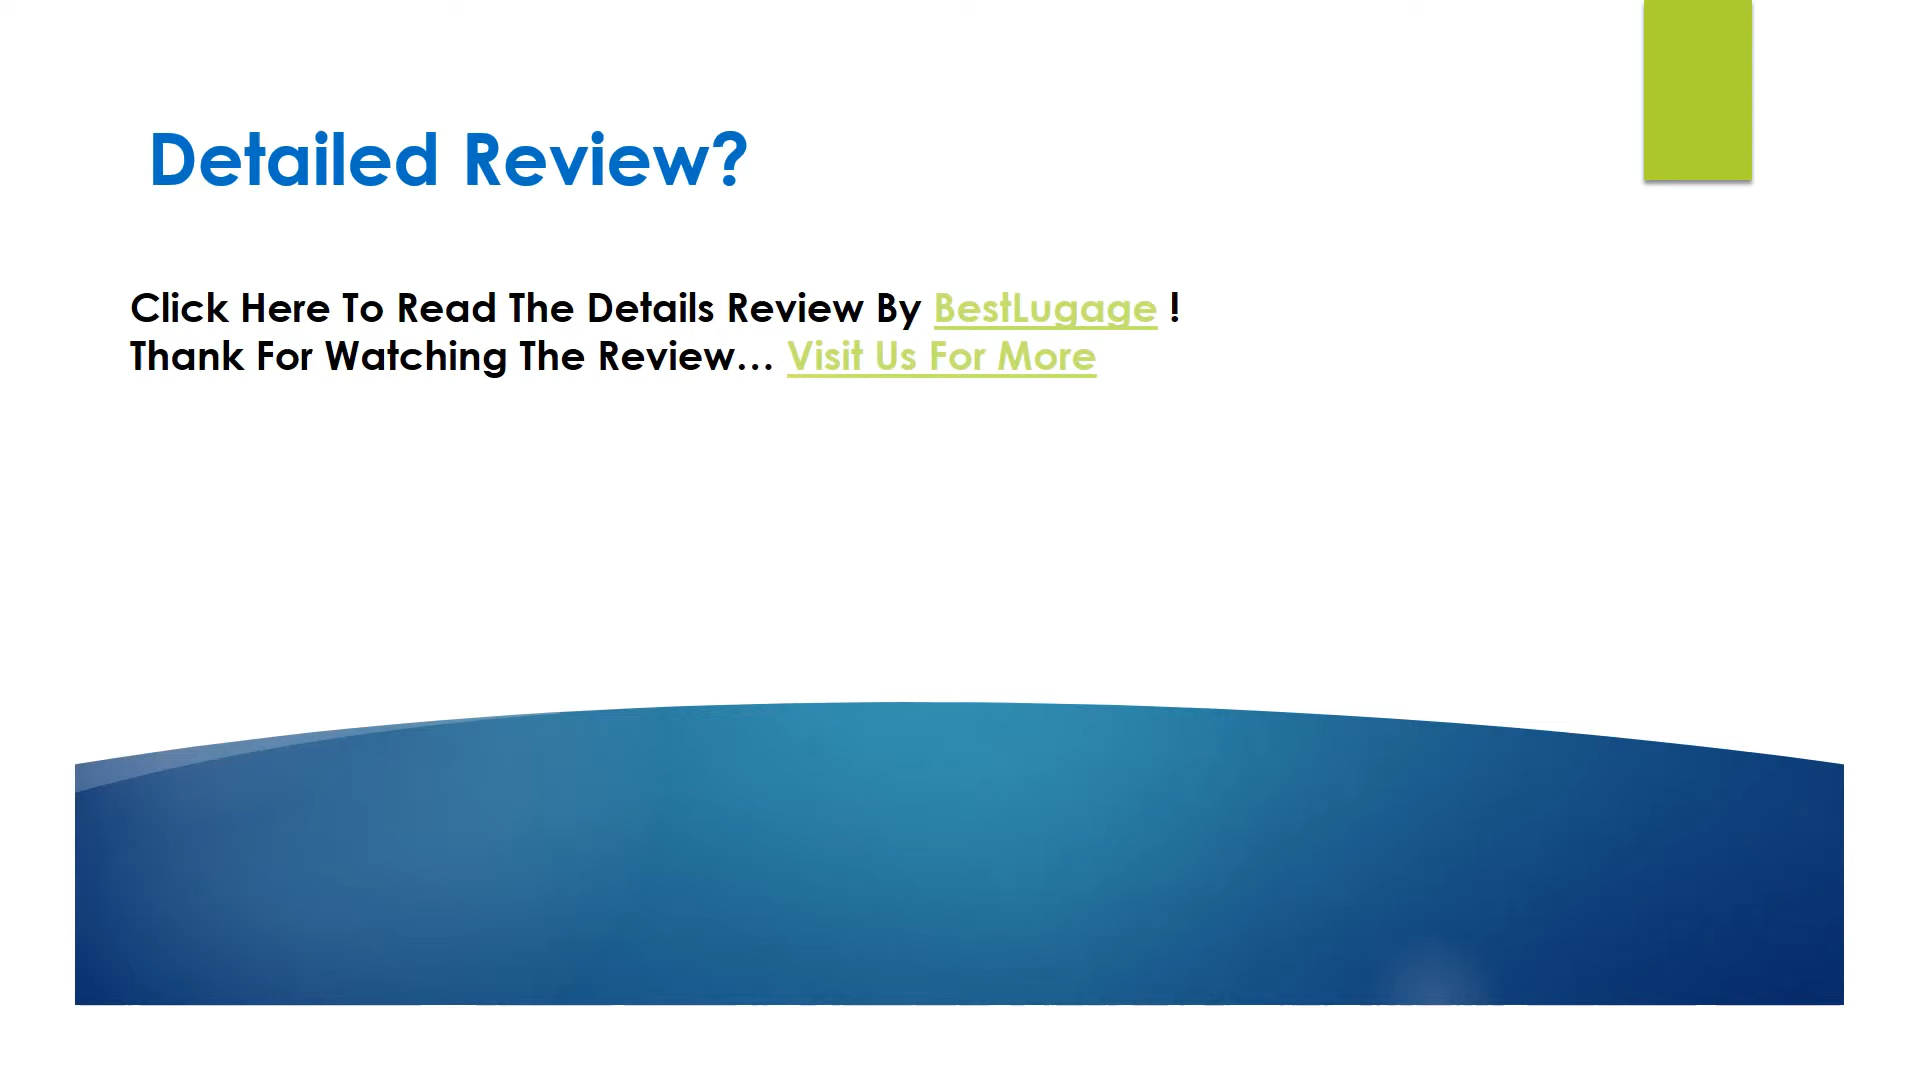 Detailed Review?
Click Here To Read The Details Review By BestLugage !
Thank For Watching The Review… Visit Us For More